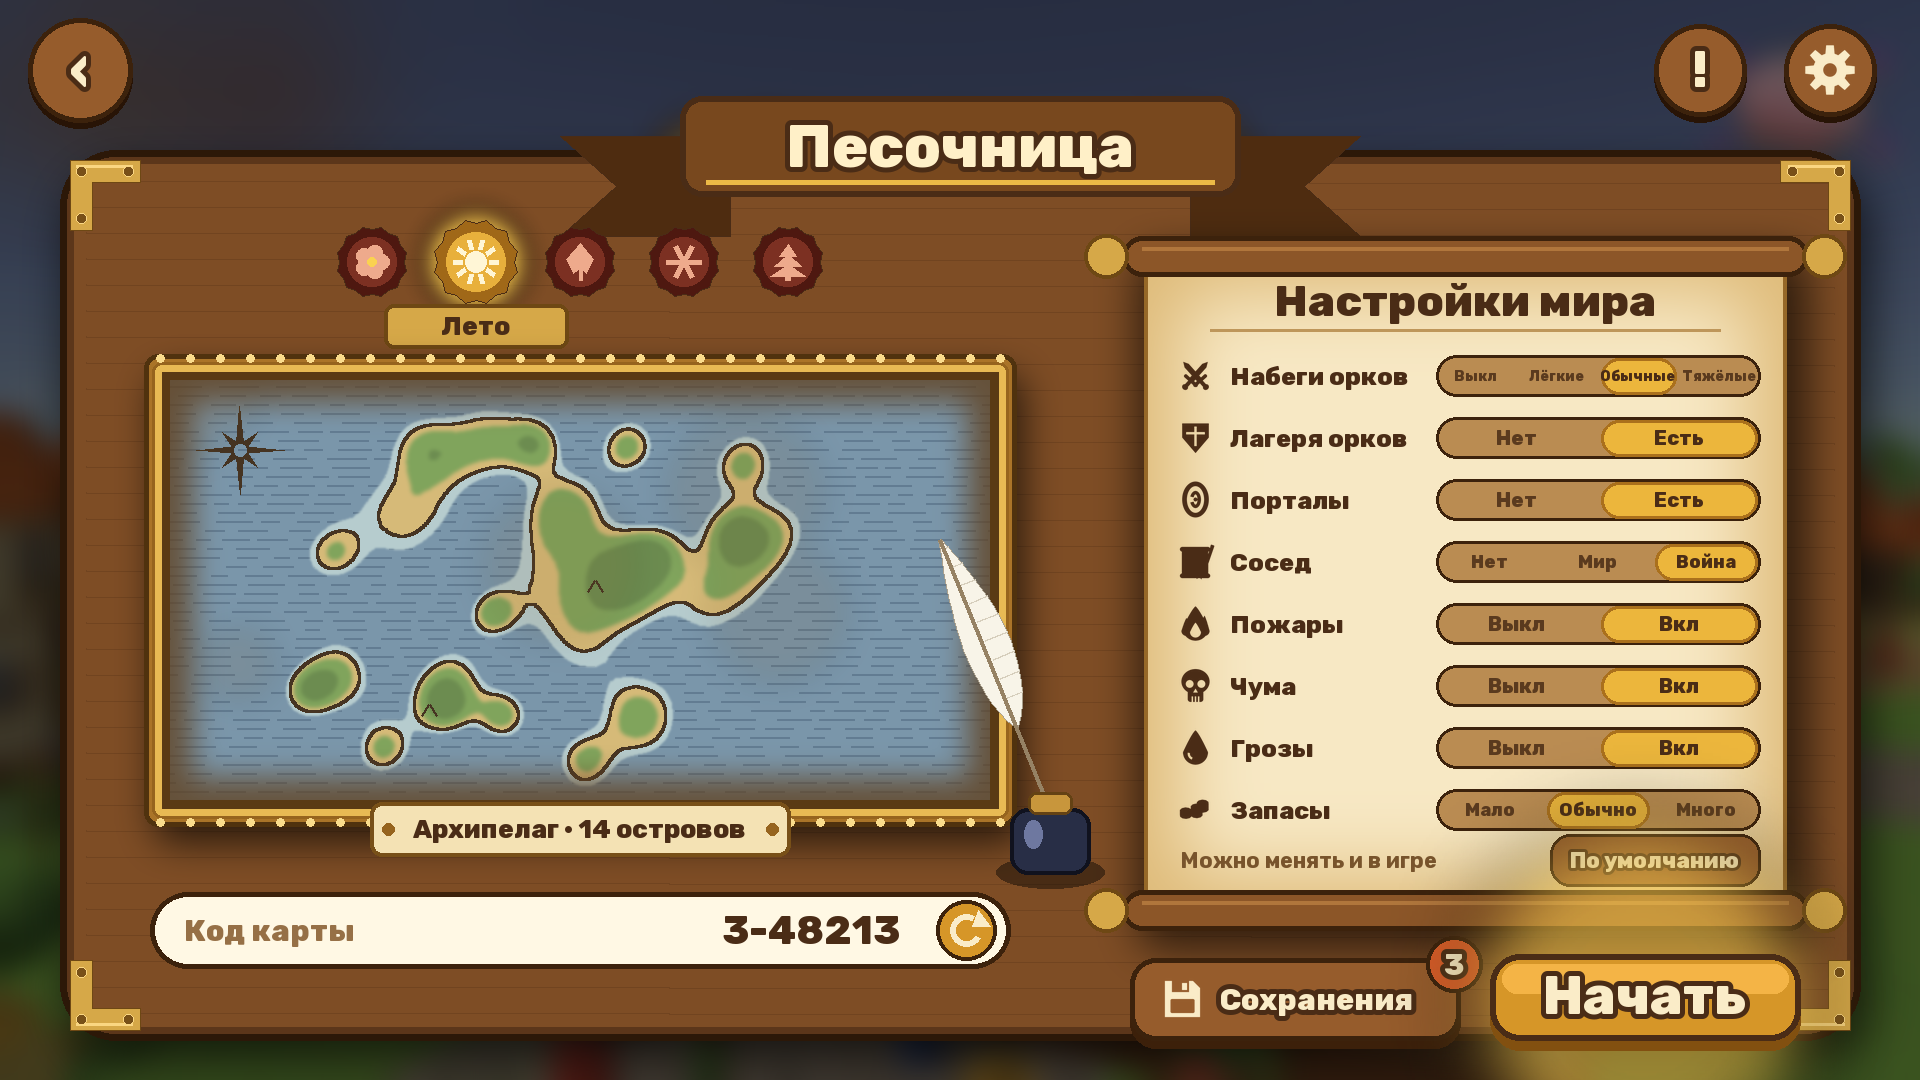 Песочница
Лето
Архипелаг • 14 островов
Код карты 3-48213
Настройки мира
Набеги орков Выкл Лёгкие Обычные Тяжёлые
Лагеря орков Нет Есть
Порталы Нет Есть
Сосед Нет Мир Война
Пожары Выкл Вкл
Чума Выкл Вкл
Грозы Выкл Вкл
Запасы Мало Обычно Много
Можно менять и в игре По умолчанию
Сохранения 3
Начать